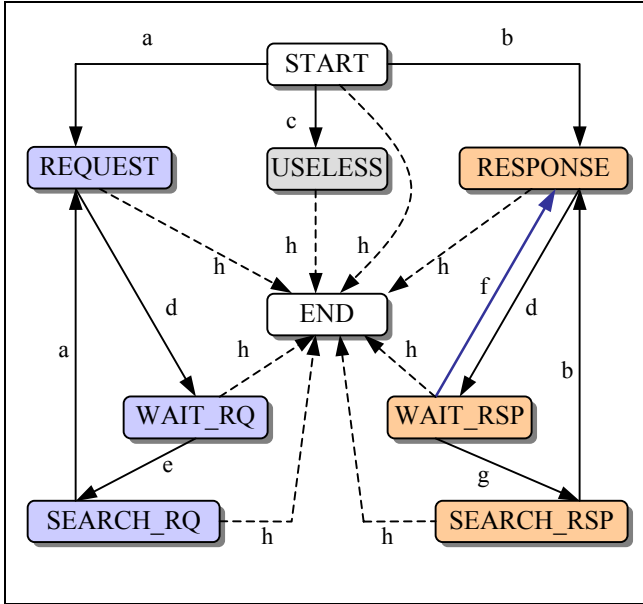 a
b
START
c
REQUEST
USELESS
RESPONSE
h
h
h
h
END
f
d
d
a
h
h
b
WAIT_RQ
WAIT_RSP
e
g
SEARCH_RQ
h
h
SEARCH_RSP